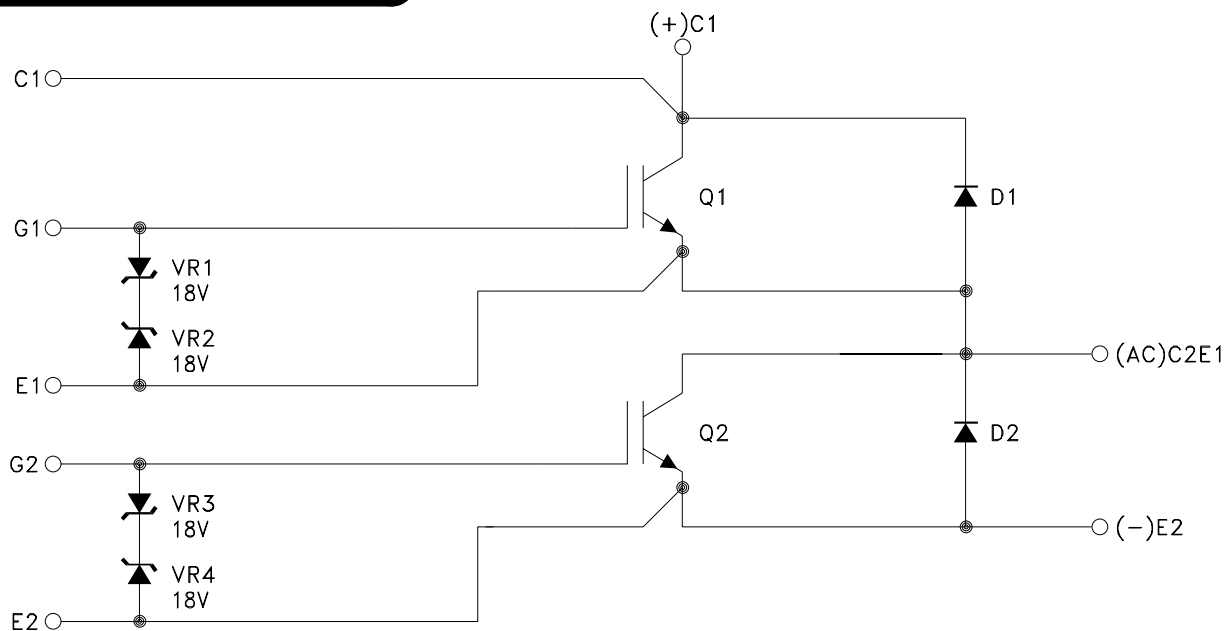 (+)C1
C1
Q1
D1
G1
VR1
18V
VR2
18V
E1
(AC)C2E1
Q2
D2
G2
VR3
18V
VR4
18V
(-)E2
E2